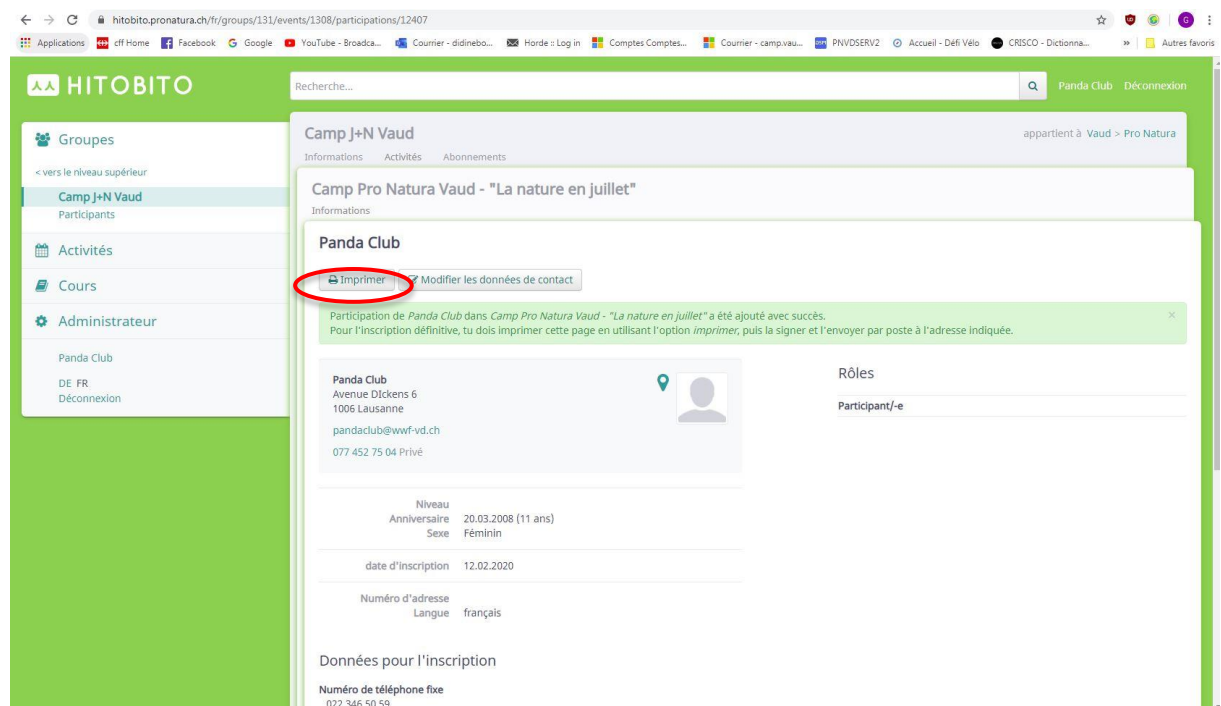 hitobito.pronatura.ch/fr/groups/131/events/1308/participations/12407
G
Applications cff Home Facebook Google YouTube - Broadca... Courrier - didinebo... Horde :: Log in Comptes Comptes... Courrier - camp.vau... PNVDSERV2 Accueil - Défi Vélo CRISCO - Dictionna... » Autres favoris
HITOBITO
Recherche...
Panda Club Déconnexion
Groupes
< vers le niveau supérieur
Camp J+N Vaud
Participants
Activités
Cours
Administrateur
Panda Club
DE FR
Déconnexion
Camp J+N Vaud
appartient à Vaud > Pro Natura
Informations Activités Abonnements
Camp Pro Natura Vaud - "La nature en juillet"
Informations
Panda Club
Imprimer Modifier les données de contact
Participation de Panda Club dans Camp Pro Natura Vaud - "La nature en juillet" a été ajouté avec succès. ×
Pour l'inscription définitive, tu dois imprimer cette page en utilisant l'option imprimer, puis la signer et l'envoyer par poste à l'adresse indiquée.
Panda Club
Avenue DIckens 6
1006 Lausanne
pandaclub@wwf-vd.ch
077 452 75 04 Privé
Rôles
Participant/-e
Niveau
Anniversaire 20.03.2008 (11 ans)
Sexe Féminin
date d'inscription 12.02.2020
Numéro d'adresse
Langue français
Données pour l'inscription
Numéro de téléphone fixe
022 346 50 59